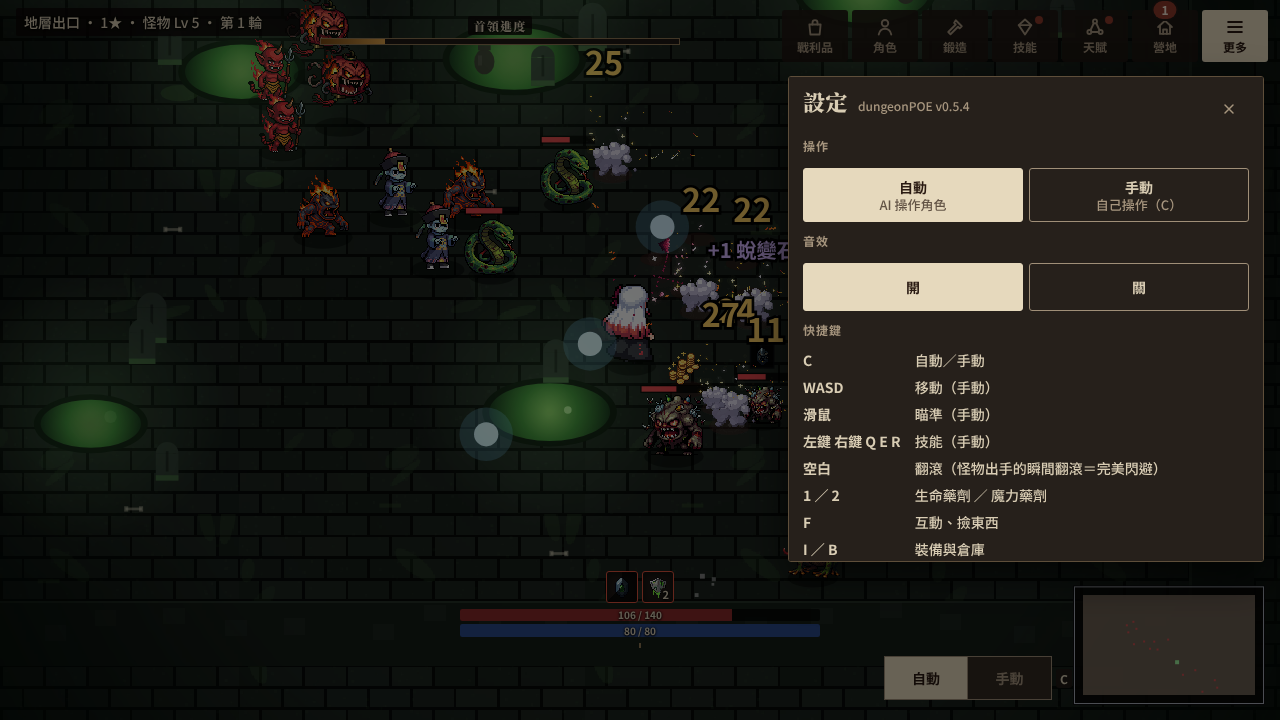 地層出口 · 1★ · 怪物 Lv 5 · 第 1 輪
首領進度
1
戰利品
角色
鍛造
技能
天賦
營地
更多
25
22
22
+1 蛻變石
274
11
設定 dungeonPOE v0.5.4
×
操作
自動
AI 操作角色
手動
自己操作（C）
音效
開
關
快捷鍵
C 自動／手動
WASD 移動（手動）
滑鼠 瞄準（手動）
左鍵 右鍵 Q E R 技能（手動）
空白 翻滾（怪物出手的瞬間翻滾＝完美閃避）
1 ／ 2 生命藥劑 ／ 魔力藥劑
F 互動、撿東西
I ／ B 裝備與倉庫
2
106 / 140
80 / 80
自動
手動
C